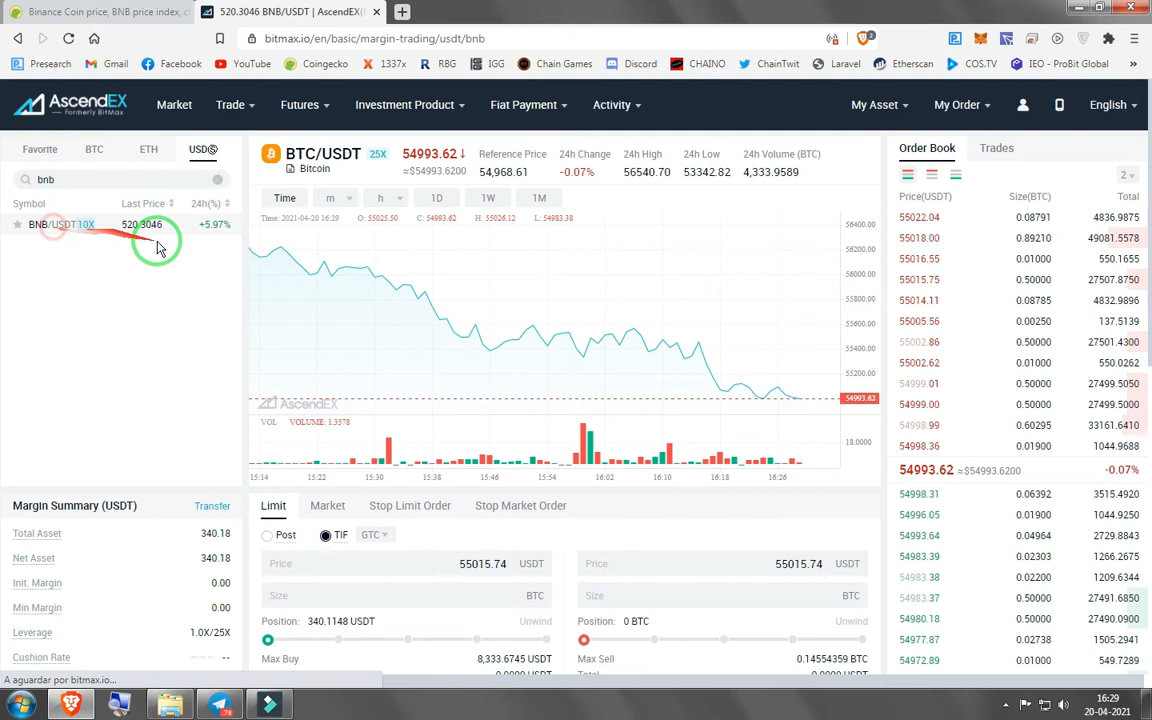 Binance Coin price, BNB price index, c
520.3046 BNB/USDT | AscendEX(
bitmax.io/en/basic/margin-trading/usdt/bnb
2
Presearch
Gmail
Facebook
YouTube
Coingecko
1337x
RBG
IGG
Chain Games
Discord
CHAINO
ChainTwit
Laravel
Etherscan
COS.TV
IEO - ProBit Global
AscendEX
Formerly BitMax
Market
Trade
Futures
Investment Product
Fiat Payment
Activity
My Asset
My Order
English
Favorite
BTC
ETH
USDⓈ
bnb
Symbol
Last Price
24h(%)
BNB/USDT 10X
520.3046
+5.97%
BTC/USDT 25X
Bitcoin
54993.62↓
≈$54993.6200
Reference Price
54,968.61
24h Change
-0.07%
24h High
56540.70
24h Low
53342.82
24h Volume (BTC)
4,333.9589
Time
m
h
1D
1W
1M
Time: 2021-04-20 16:29
O: 55025.50
C: 54993.62
H: 55026.12
L: 54983.38
56400.00
56200.00
56000.00
55800.00
55600.00
55400.00
55200.00
54993.62
AscendEX
VOL
VOLUME: 1.3578
18.0000
15:14
15:22
15:30
15:38
15:46
15:54
16:02
16:10
16:18
16:26
Order Book
Trades
2
Price(USDT) Size(BTC) Total
55022.04 0.08791 4836.9875
55018.00 0.89210 49081.5578
55016.55 0.01000 550.1655
55015.75 0.50000 27507.8750
55014.11 0.08785 4832.9896
55005.56 0.00250 137.5139
55002.86 0.50000 27501.4300
55002.62 0.01000 550.0262
54999.01 0.50000 27499.5050
54999.00 0.50000 27499.5000
54998.99 0.60295 33161.6410
54998.36 0.01900 1044.9688
54993.62 ≈$54993.6200 -0.07%
54998.31 0.06392 3515.4920
54996.05 0.01900 1044.9250
54993.64 0.04964 2729.8843
54983.39 0.02303 1266.2675
54983.38 0.02200 1209.6344
54983.37 0.50000 27491.6850
54980.18 0.50000 27490.0900
54977.87 0.02738 1505.2941
54972.89 0.01000 549.7289
Margin Summary (USDT)
Transfer
Total Asset 340.18
Net Asset 340.18
Init. Margin 0.00
Min Margin 0.00
Leverage 1.0X/25X
Cushion Rate --- --
Limit
Market
Stop Limit Order
Stop Market Order
Post
TIF
GTC
Price 55015.74 USDT
Price 55015.74 USDT
Size BTC
Size BTC
Position: 340.1148 USDT
Unwind
Position: 0 BTC
Unwind
Max Buy 8,333.6745 USDT
Max Sell 0.14554359 BTC
A aguardar por bitmax.io...
78
16:29
20-04-2021